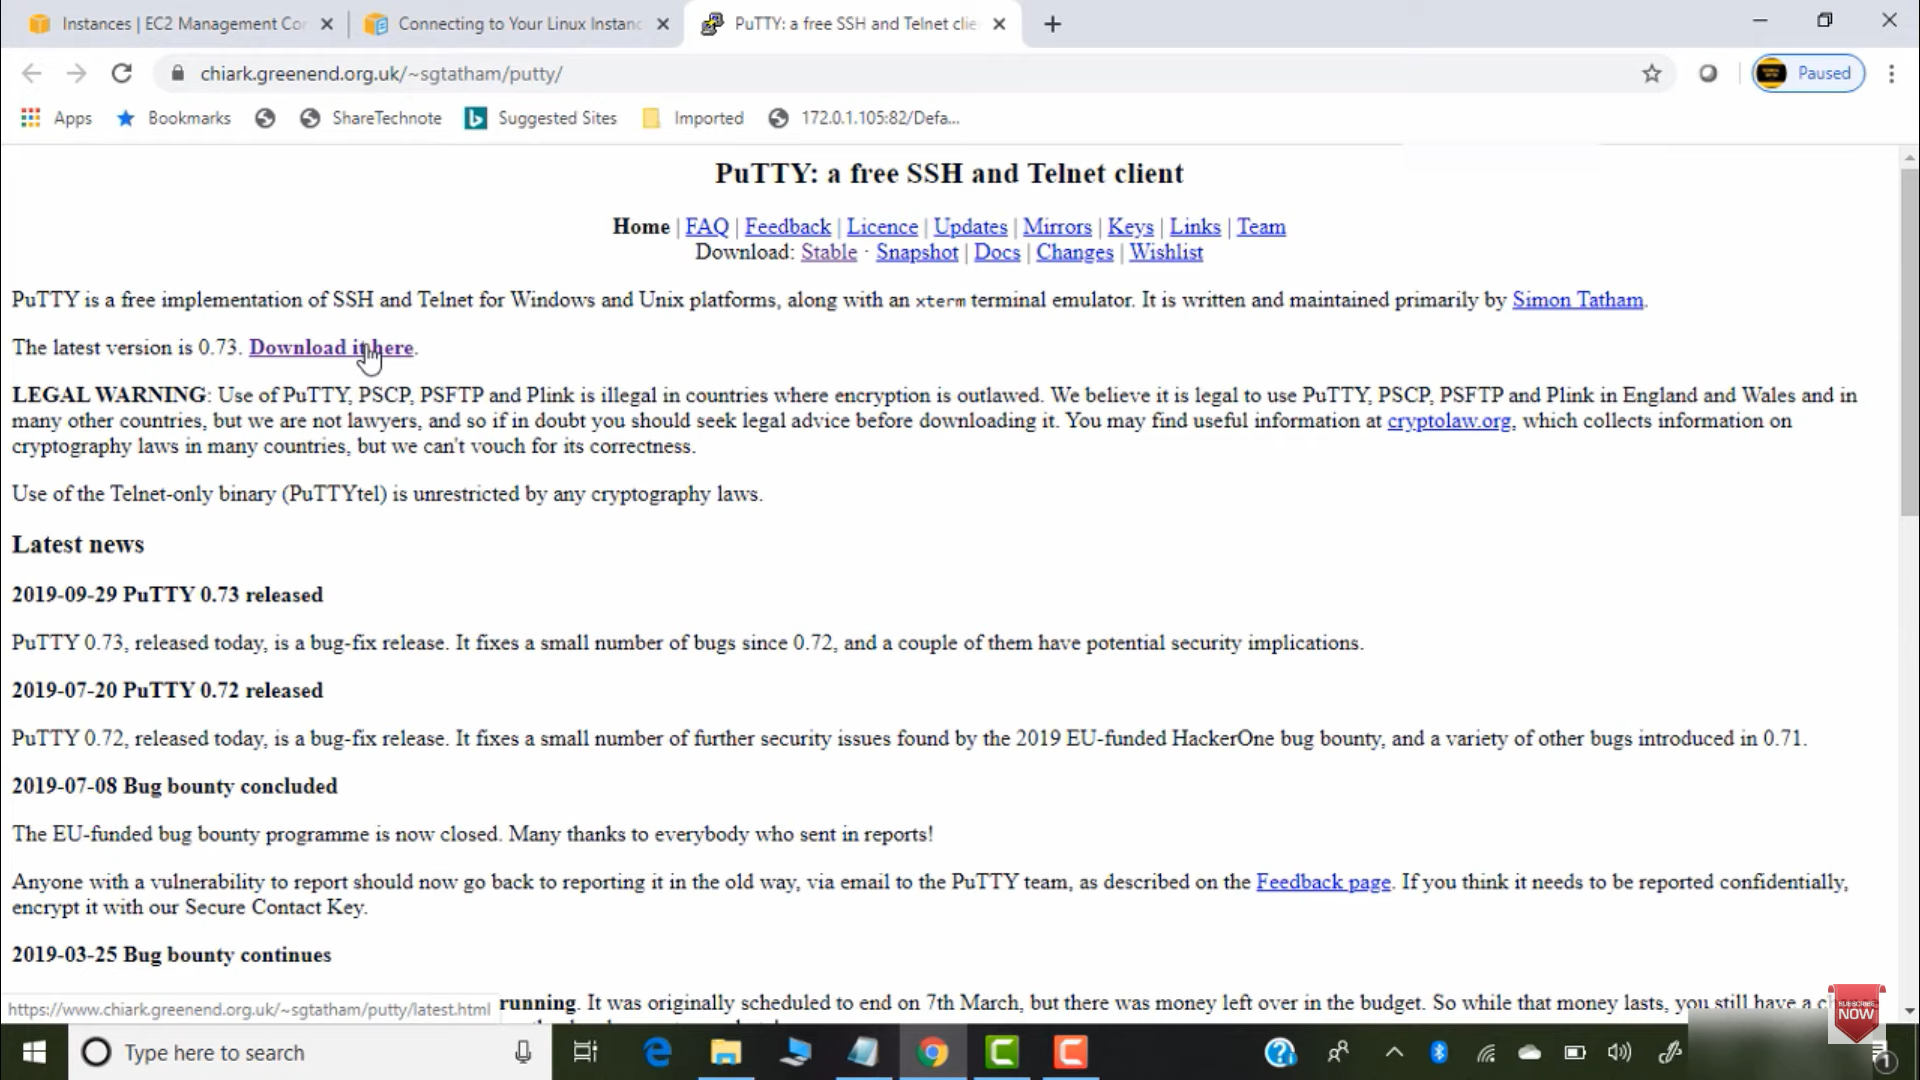 Instances | EC2 Management Con
Connecting to Your Linux Instanc
PuTTY: a free SSH and Telnet clie
chiark.greenend.org.uk/~sgtatham/putty/
Paused
Apps
Bookmarks
ShareTechnote
Suggested Sites
Imported
172.0.1.105:82/Defa...
PuTTY: a free SSH and Telnet client
Home | FAQ | Feedback | Licence | Updates | Mirrors | Keys | Links | Team
Download: Stable · Snapshot | Docs | Changes | Wishlist
PuTTY is a free implementation of SSH and Telnet for Windows and Unix platforms, along with an xterm terminal emulator. It is written and maintained primarily by Simon Tatham.
The latest version is 0.73. Download it here.
LEGAL WARNING: Use of PuTTY, PSCP, PSFTP and Plink is illegal in countries where encryption is outlawed. We believe it is legal to use PuTTY, PSCP, PSFTP and Plink in England and Wales and in
many other countries, but we are not lawyers, and so if in doubt you should seek legal advice before downloading it. You may find useful information at cryptolaw.org, which collects information on
cryptography laws in many countries, but we can't vouch for its correctness.
Use of the Telnet-only binary (PuTTYtel) is unrestricted by any cryptography laws.
Latest news
2019-09-29 PuTTY 0.73 released
PuTTY 0.73, released today, is a bug-fix release. It fixes a small number of bugs since 0.72, and a couple of them have potential security implications.
2019-07-20 PuTTY 0.72 released
PuTTY 0.72, released today, is a bug-fix release. It fixes a small number of further security issues found by the 2019 EU-funded HackerOne bug bounty, and a variety of other bugs introduced in 0.71.
2019-07-08 Bug bounty concluded
The EU-funded bug bounty programme is now closed. Many thanks to everybody who sent in reports!
Anyone with a vulnerability to report should now go back to reporting it in the old way, via email to the PuTTY team, as described on the Feedback page. If you think it needs to be reported confidentially,
encrypt it with our Secure Contact Key.
2019-03-25 Bug bounty continues
running. It was originally scheduled to end on 7th March, but there was money left over in the budget. So while that money lasts, you still have a
https://www.chiark.greenend.org.uk/~sgtatham/putty/latest.html
SUBSCRIBE
NOW
Type here to search
1